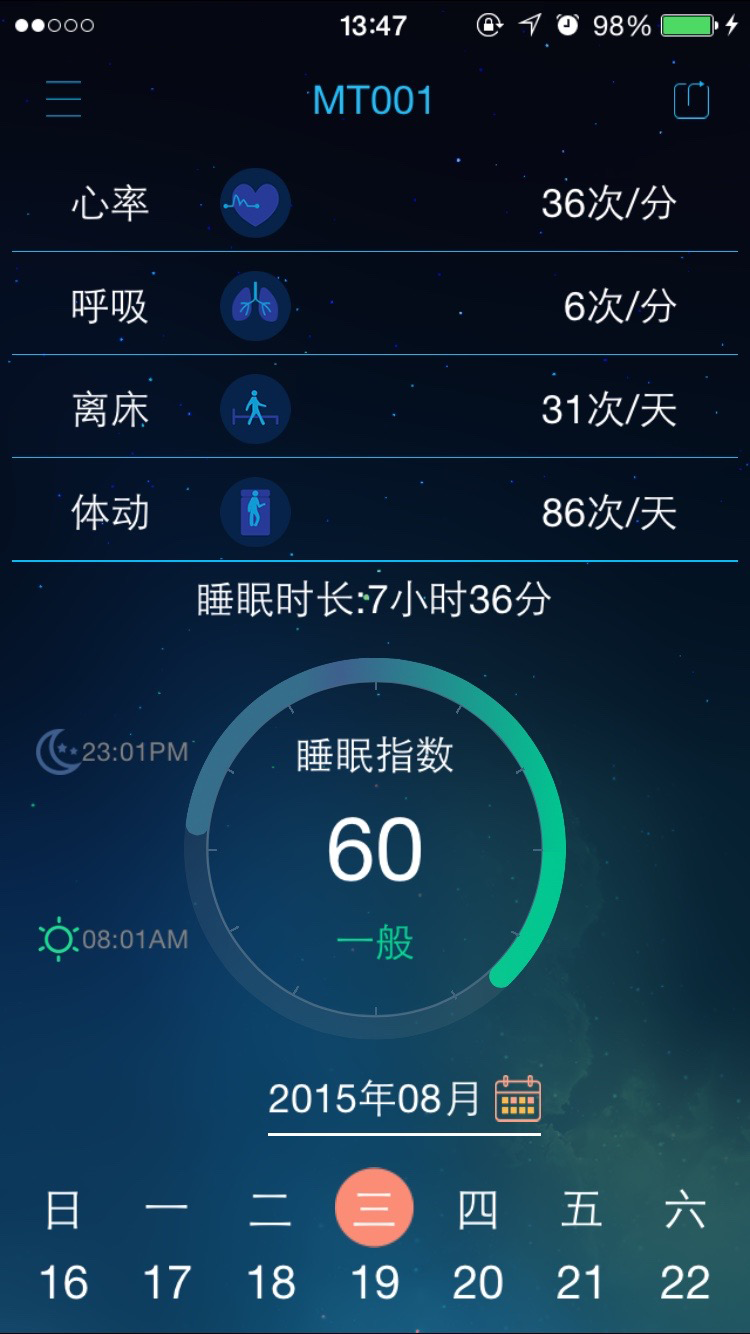 13:47 98%
MT001
心率 36次/分
呼吸 6次/分
离床 31次/天
体动 86次/天
睡眠时长:7小时36分
睡眠指数
23:01PM
60
08:01AM
一般
2015年08月
日 一 二 三 四 五 六
16 17 18 19 20 21 22